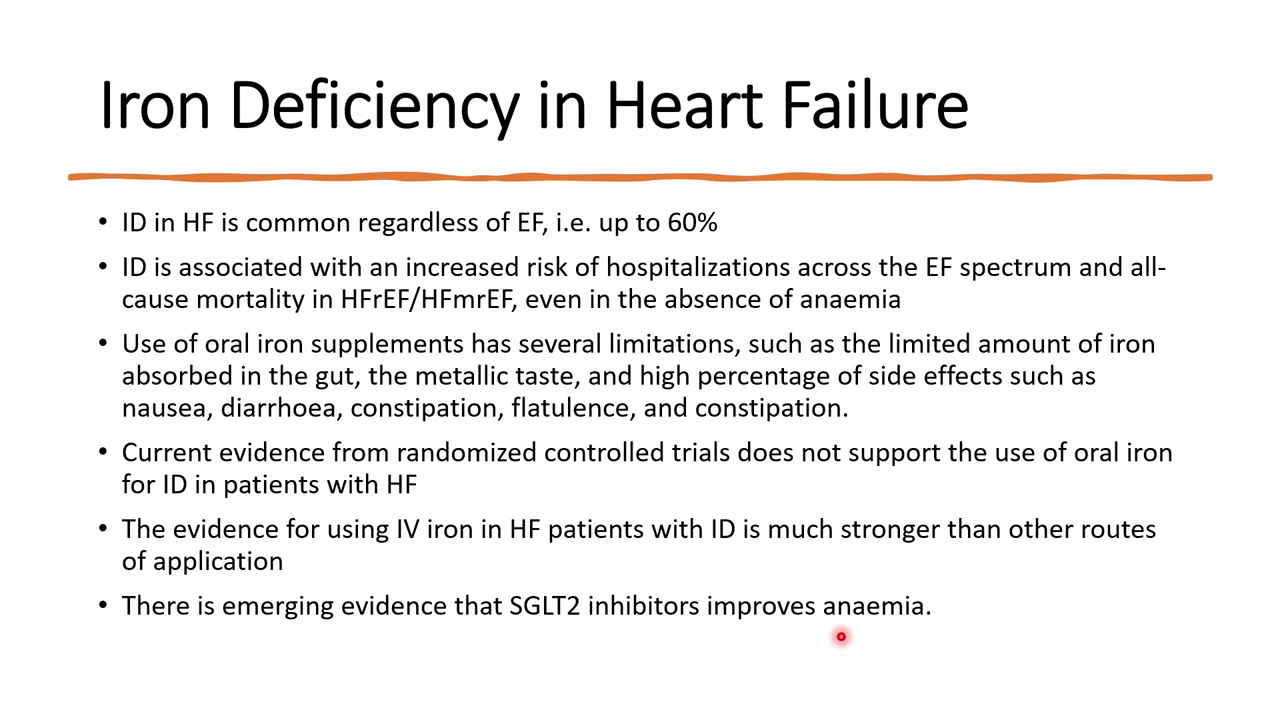 Iron Deficiency in Heart Failure
• ID in HF is common regardless of EF, i.e. up to 60%
• ID is associated with an increased risk of hospitalizations across the EF spectrum and all-
cause mortality in HFrEF/HFmrEF, even in the absence of anaemia
• Use of oral iron supplements has several limitations, such as the limited amount of iron
absorbed in the gut, the metallic taste, and high percentage of side effects such as
nausea, diarrhoea, constipation, flatulence, and constipation.
• Current evidence from randomized controlled trials does not support the use of oral iron
for ID in patients with HF
• The evidence for using IV iron in HF patients with ID is much stronger than other routes
of application
• There is emerging evidence that SGLT2 inhibitors improves anaemia.